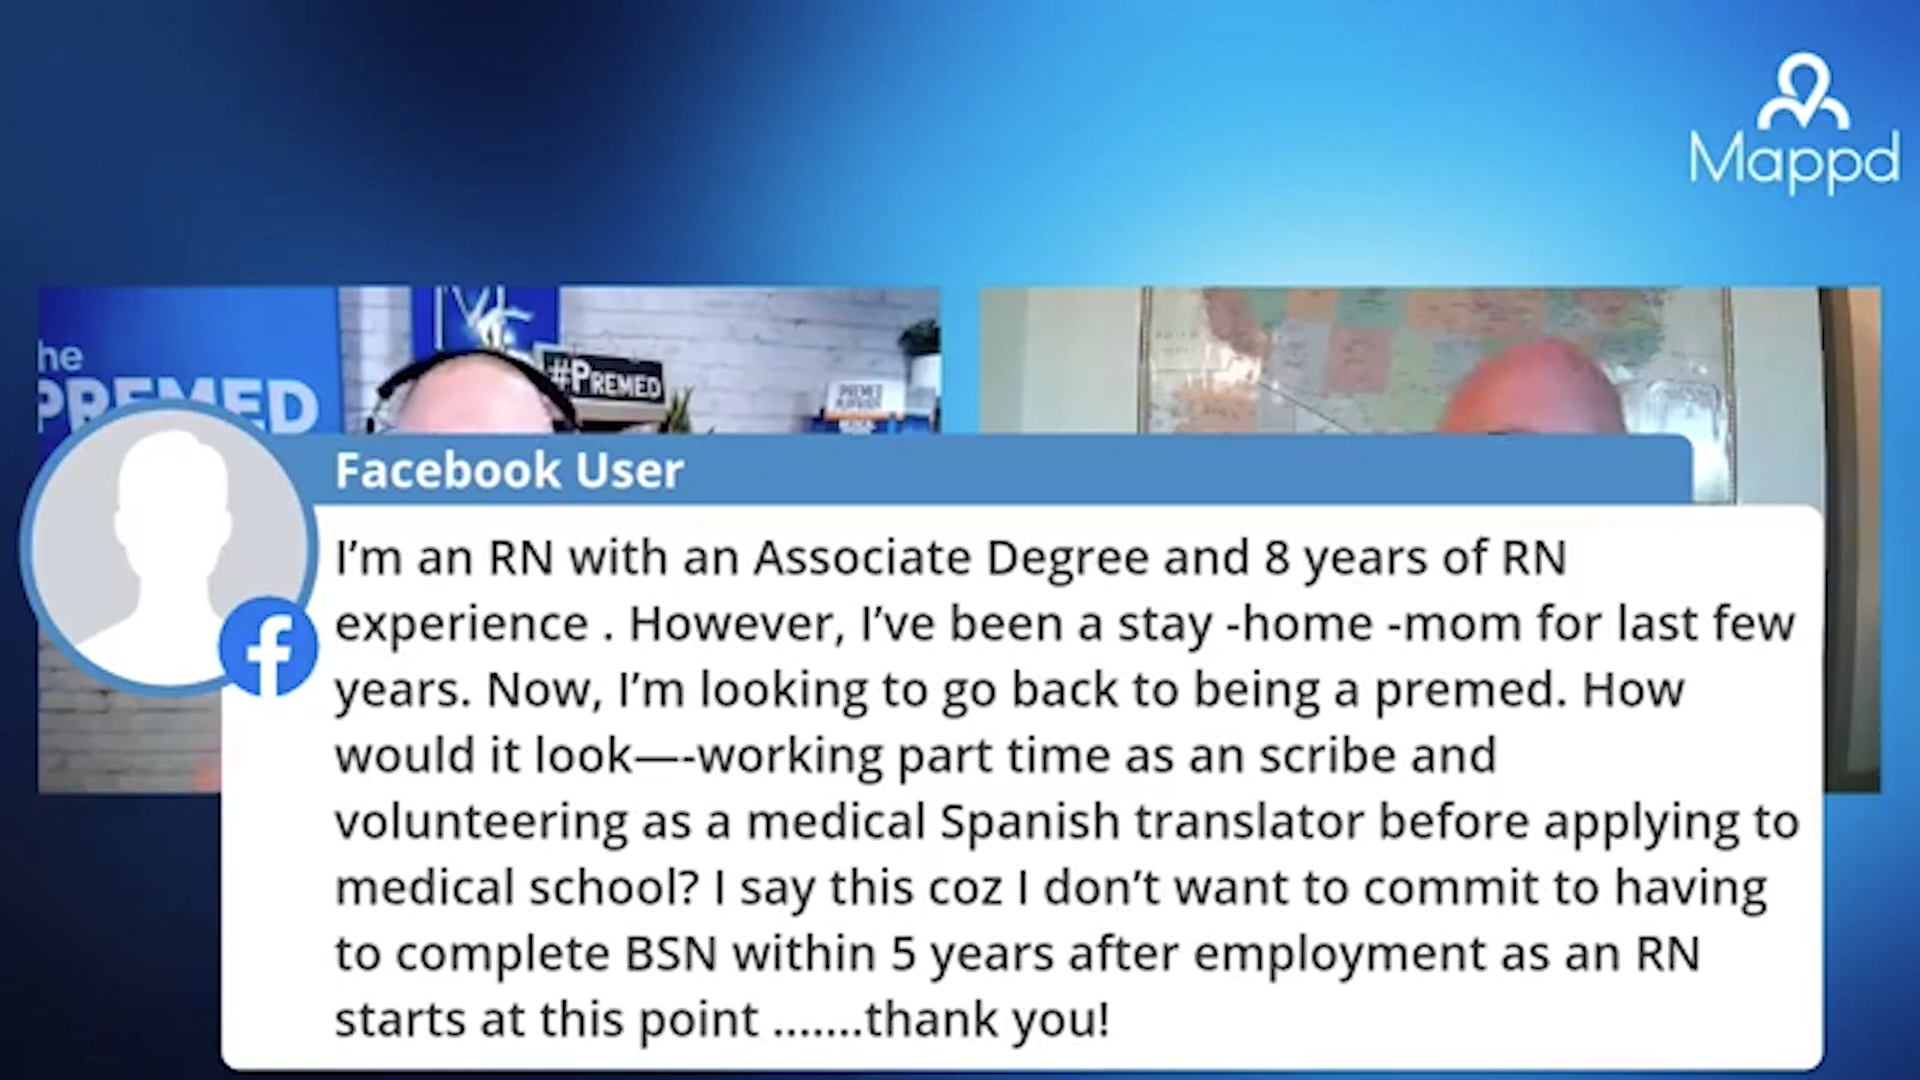 Mappd
he
PREMED
#PREMED
Facebook User
I’m an RN with an Associate Degree and 8 years of RN
experience . However, I’ve been a stay -home -mom for last few
years. Now, I’m looking to go back to being a premed. How
would it look—-working part time as an scribe and
volunteering as a medical Spanish translator before applying to
medical school? I say this coz I don’t want to commit to having
to complete BSN within 5 years after employment as an RN
starts at this point .......thank you!